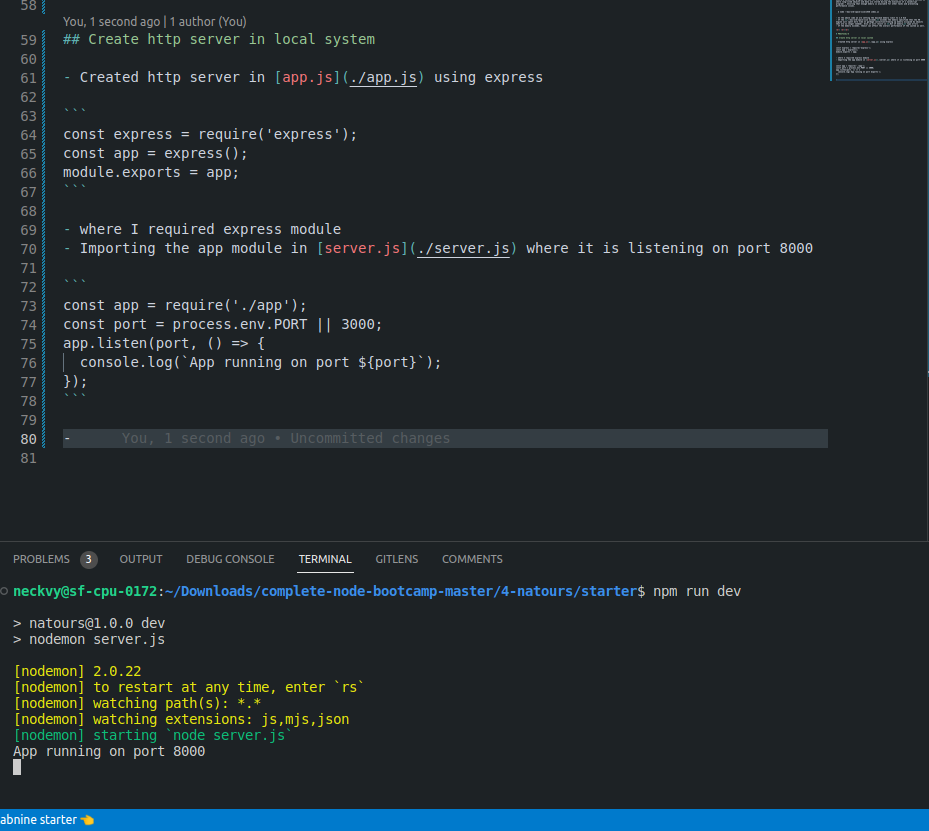 58
You, 1 second ago | 1 author (You)
59 ## Create http server in local system
60
61 - Created http server in [app.js](./app.js) using express
62
63 ```
64 const express = require('express');
65 const app = express();
66 module.exports = app;
67 ```
68
69 - where I required express module
70 - Importing the app module in [server.js](./server.js) where it is listening on port 8000
71
72 ```
73 const app = require('./app');
74 const port = process.env.PORT || 3000;
75 app.listen(port, () => {
76   console.log(`App running on port ${port}`);
77 });
78 ```
79
80 - You, 1 second ago • Uncommitted changes
81
PROBLEMS 3 OUTPUT DEBUG CONSOLE TERMINAL GITLENS COMMENTS
neckvy@sf-cpu-0172:~/Downloads/complete-node-bootcamp-master/4-natours/starter$ npm run dev
> natours@1.0.0 dev
> nodemon server.js
[nodemon] 2.0.22
[nodemon] to restart at any time, enter `rs`
[nodemon] watching path(s): *.*
[nodemon] watching extensions: js,mjs,json
[nodemon] starting `node server.js`
App running on port 8000
abnine starter 👈